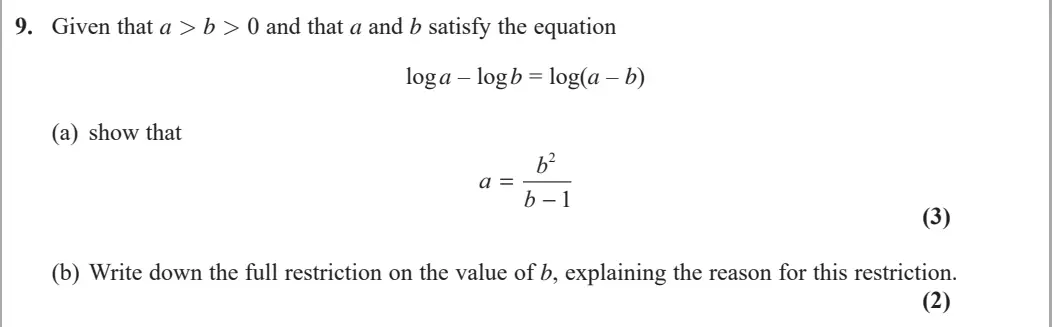 9. Given that a > b > 0 and that a and b satisfy the equation
log a – log b = log(a – b)
(a) show that
a = b²/(b – 1)
(3)
(b) Write down the full restriction on the value of b, explaining the reason for this restriction.
(2)